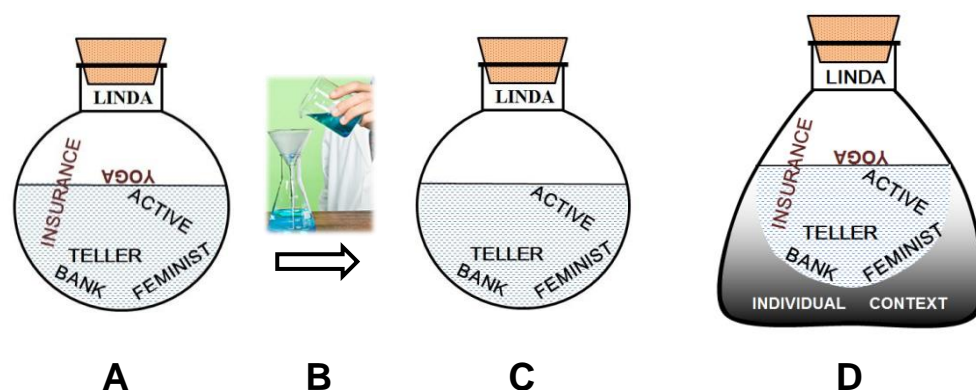 LINDA
INSURANCE
YOGA
ACTIVE
TELLER
BANK
FEMINIST
A
B
LINDA
ACTIVE
TELLER
BANK
FEMINIST
C
LINDA
INSURANCE
YOGA
ACTIVE
TELLER
BANK
FEMINIST
INDIVIDUAL CONTEXT
D